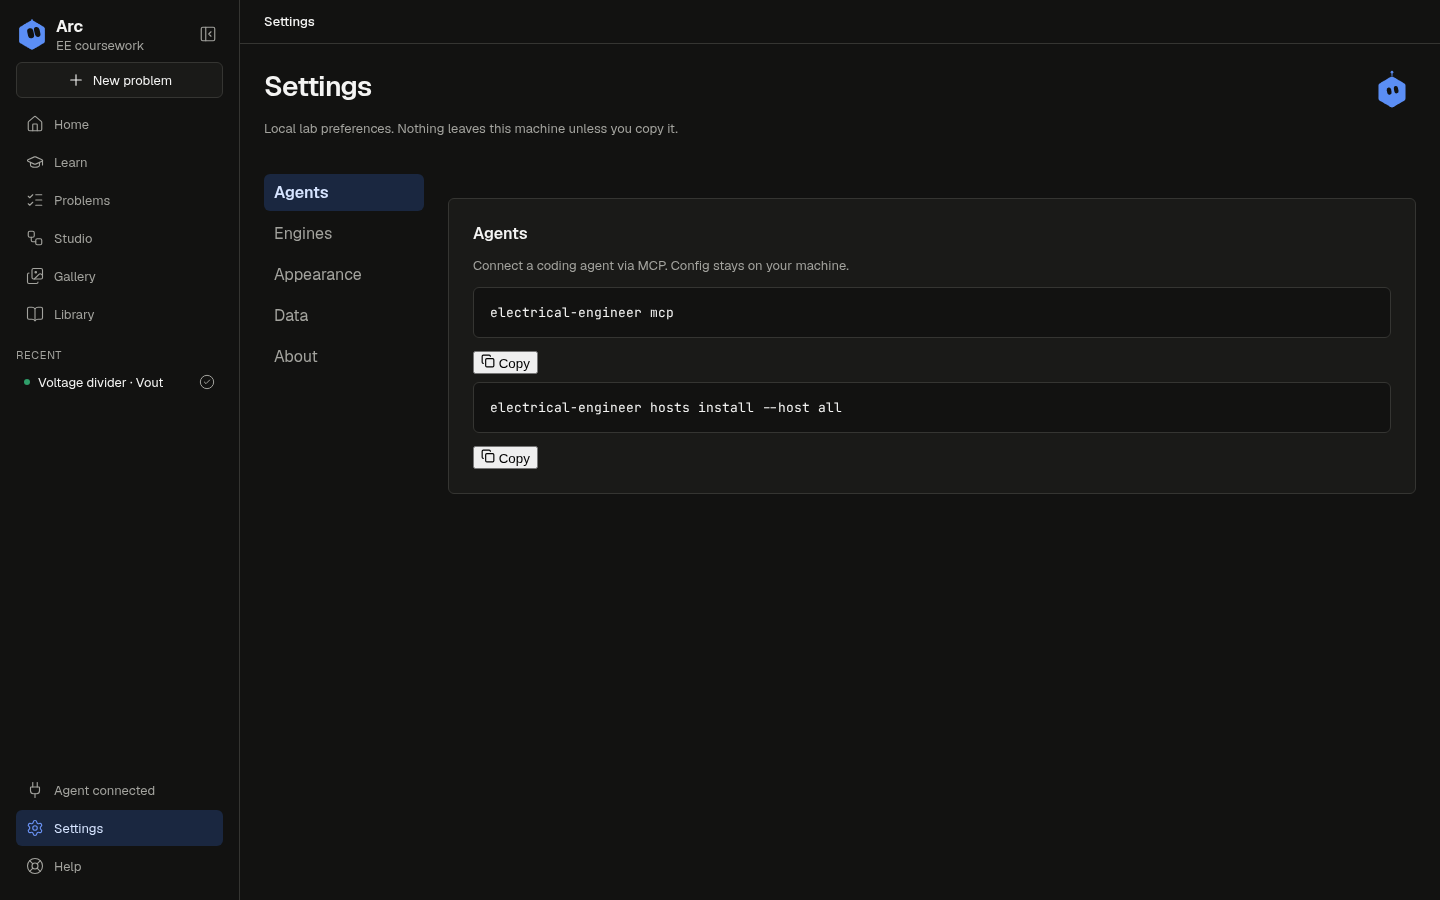 Arc
EE coursework
New problem
Home
Learn
Problems
Studio
Gallery
Library
RECENT
Voltage divider · Vout
Agent connected
Settings
Help
Settings
Settings
Local lab preferences. Nothing leaves this machine unless you copy it.
Agents
Engines
Appearance
Data
About
Agents
Connect a coding agent via MCP. Config stays on your machine.
electrical-engineer mcp
Copy
electrical-engineer hosts install --host all
Copy